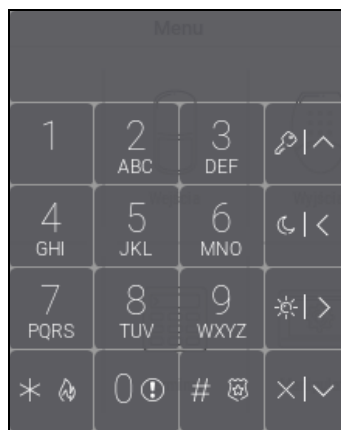 Menu
1 2 3
ABC DEF
4 5 6
GHI JKL MNO
7 8 9
PQRS TUV WXYZ
* 0 #